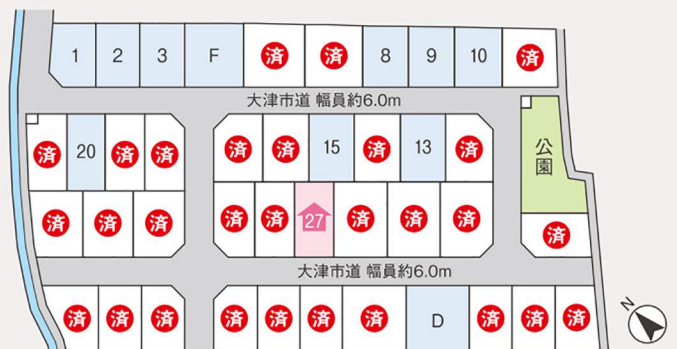 1 2 3 F 済 済 8 9 10 済
大津市道 幅員約6.0m
済 20 済 済 済 済 15 済 13 済 公園
済 済 済 済 済 27 済 済 済 済
大津市道 幅員約6.0m
済 済 済 済 済 済 済 D 済 済 済
N